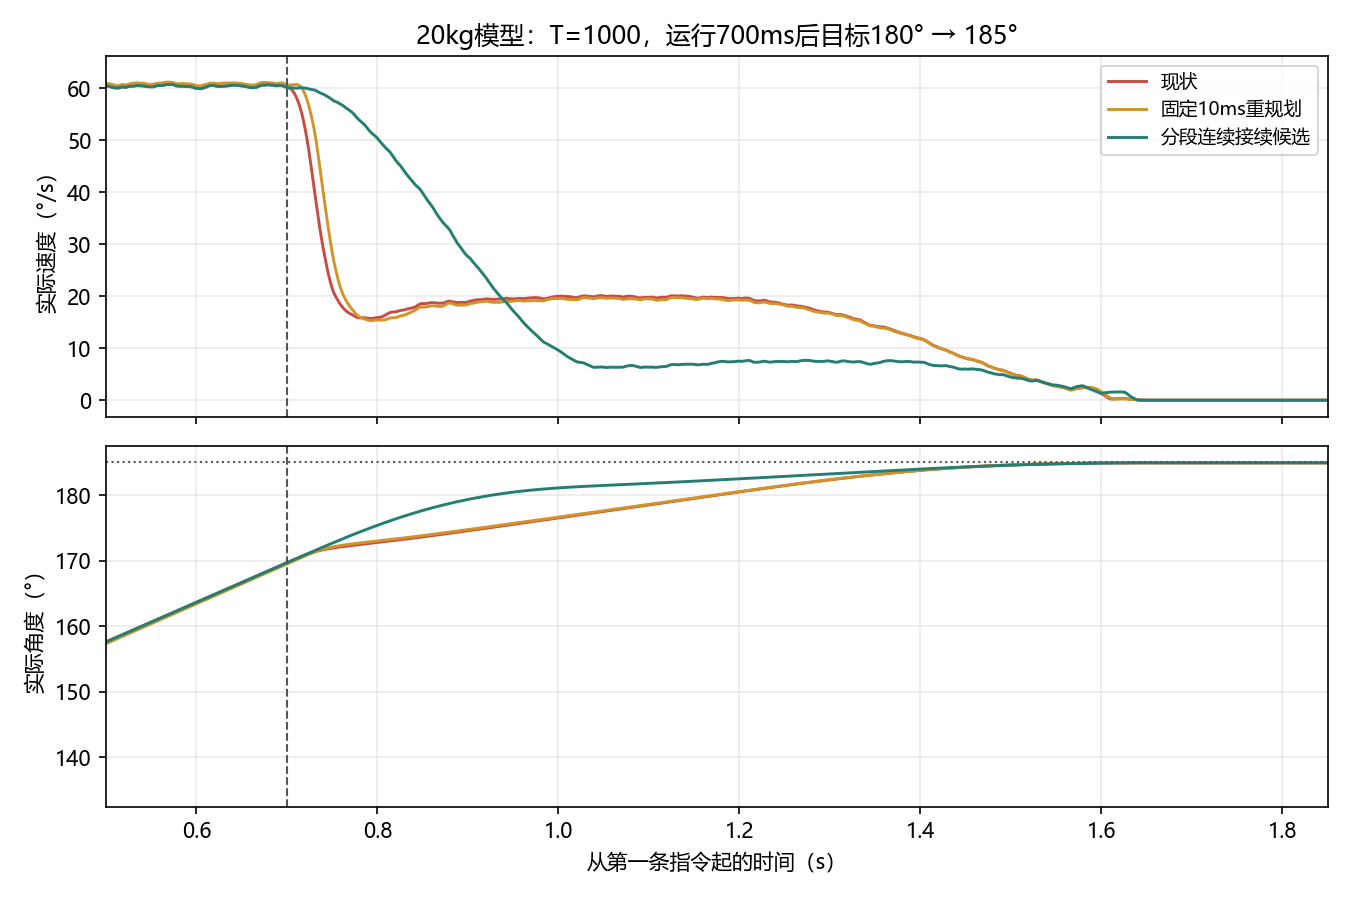 20kg模型：T=1000，运行700ms后目标180° → 185°
现状
固定10ms重规划
分段连续接续候选
实际速度（°/s）
60
50
40
30
20
10
0
实际角度（°）
180
170
160
150
140
0.6
0.8
1.0
1.2
1.4
1.6
1.8
从第一条指令起的时间（s）